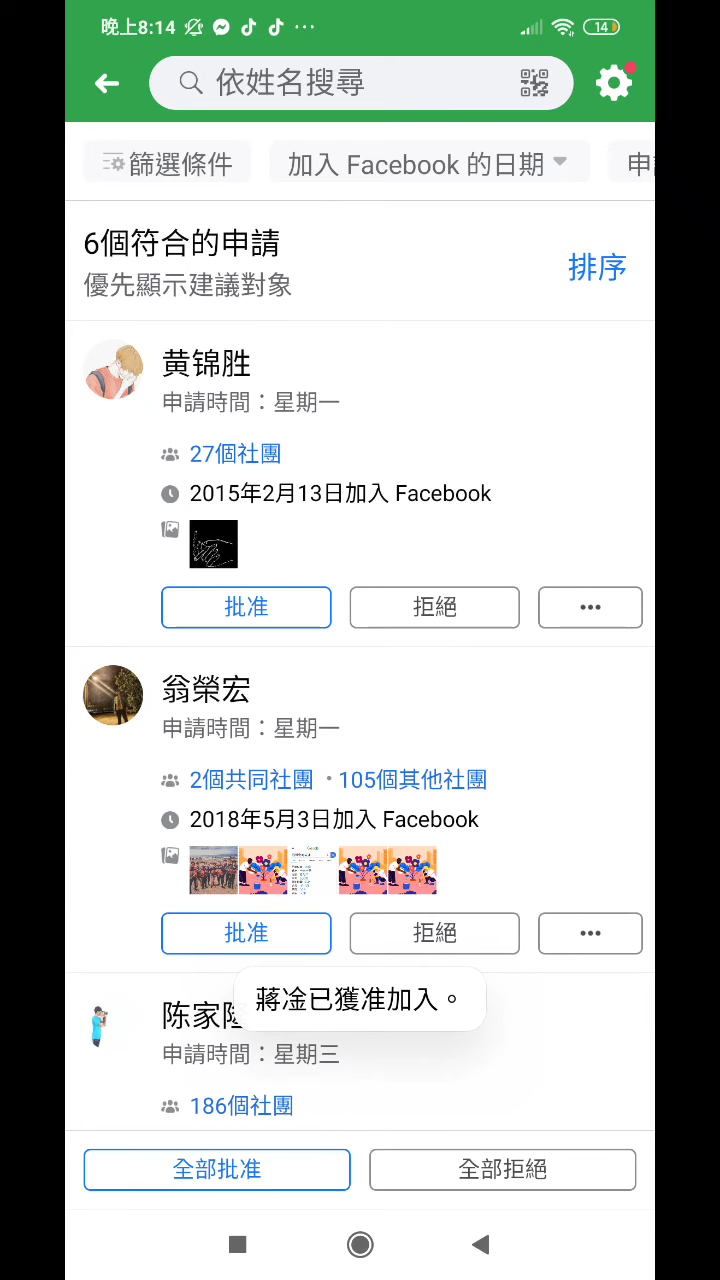 晚上8:14
14
依姓名搜尋
篩選條件
加入 Facebook 的日期
6個符合的申請
優先顯示建議對象
排序
黄锦胜
申請時間：星期一
27個社團
2015年2月13日加入 Facebook
批准
拒絕
翁榮宏
申請時間：星期一
2個共同社團 · 105個其他社團
2018年5月3日加入 Facebook
批准
拒絕
陈家隆
蔣凎已獲准加入。
申請時間：星期三
186個社團
全部批准
全部拒絕